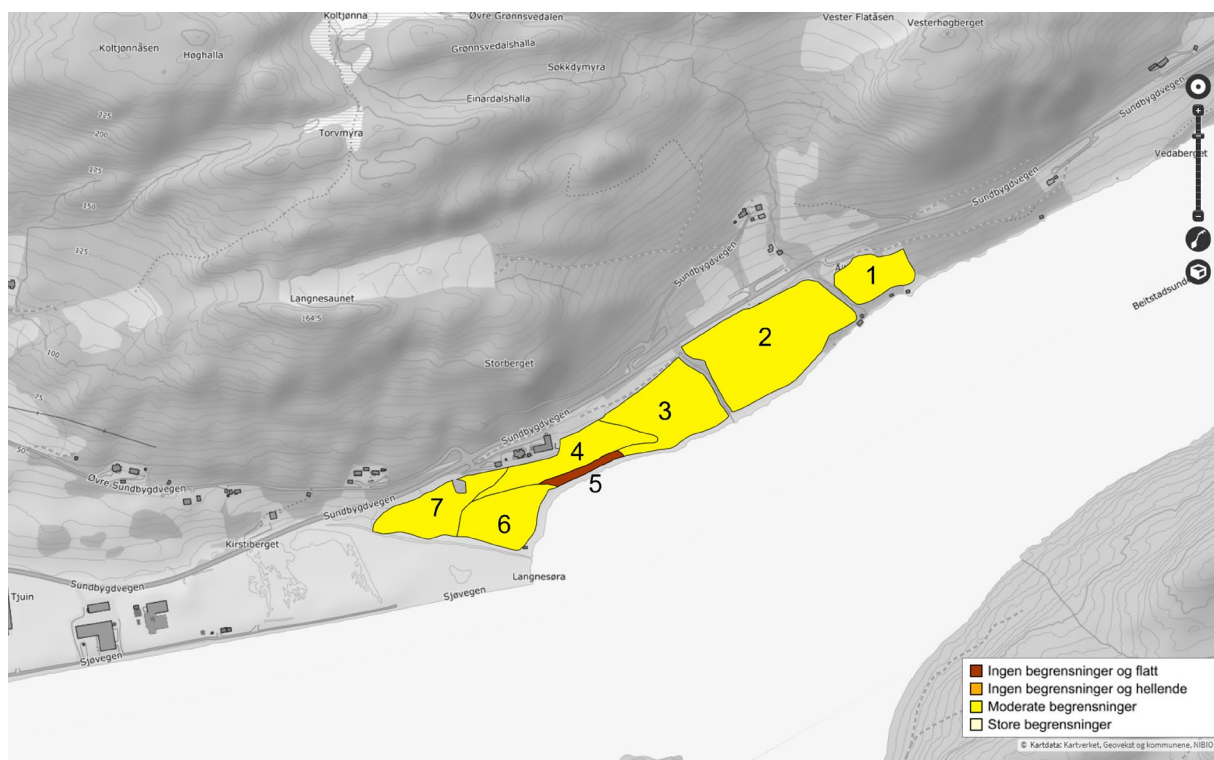 Koltjønna
Øvre Grønnsvedalen
Vester Flatåsen
Vesterhøgberget
Koltjønnåsen
Høghalla
Grønnsvedalshalla
Søkkdymyra
Einardalshalla
Torvmyra
125
200
175
150
125
100
75
50
Sundbygdvegen
Vedaberget
Sundbygdvegen
Sundbygdvegen
Beitstadsund
Langnesaunet
164.5
Storberget
Sundbygdvegen
Øvre Sundbygdvegen
Sundbygdvegen
Kirstiberget
Langnesøra
Sundbygdvegen
Sjøvegen
Tjuin
Sjøvegen
1
2
3
4
5
6
7
Ingen begrensninger og flatt
Ingen begrensninger og hellende
Moderate begrensninger
Store begrensninger
© Kartdata: Kartverket, Geovekst og kommunene, NIBIO